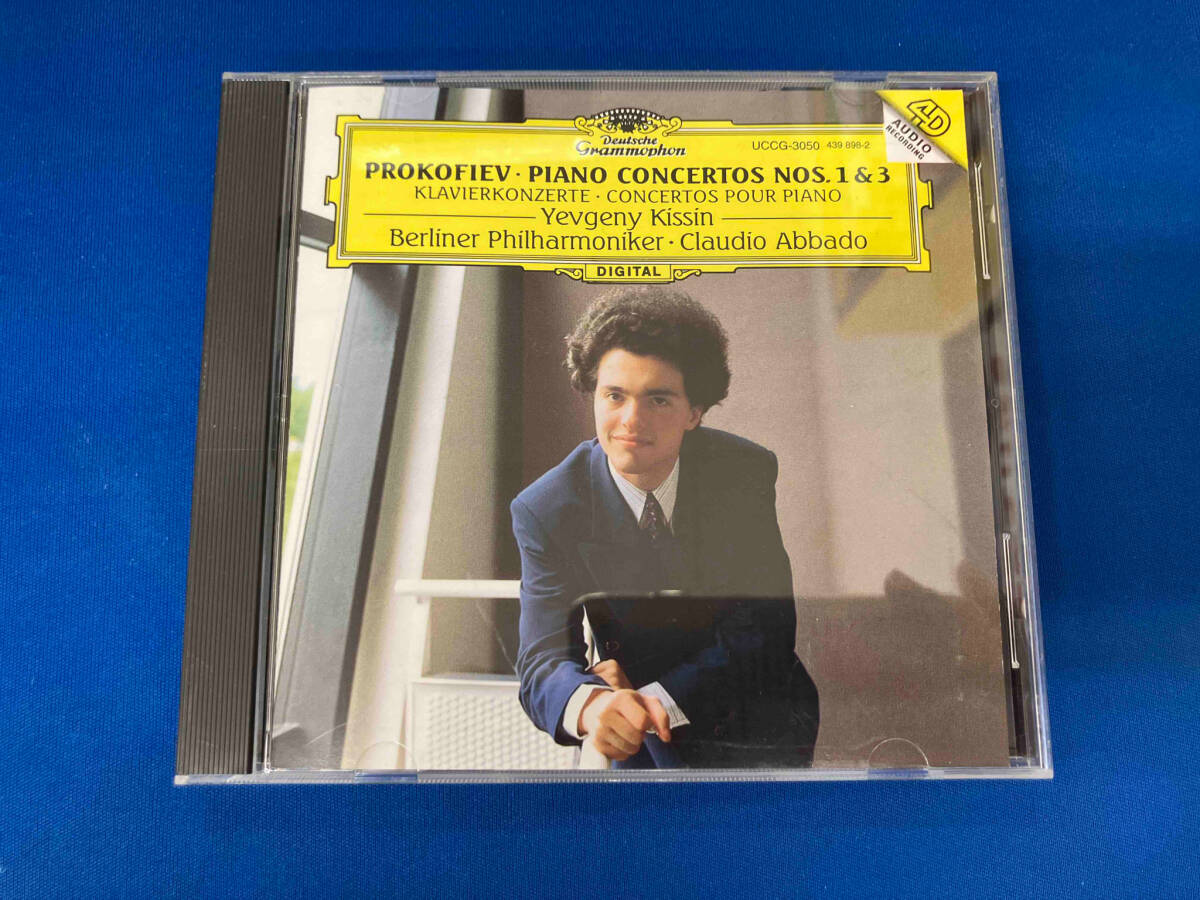 Deutsche
Grammophon
UCCG-3050 439 898-2
4D
AUDIO
RECORDING
PROKOFIEV · PIANO CONCERTOS NOS. 1 & 3
KLAVIERKONZERTE · CONCERTOS POUR PIANO
Yevgeny Kissin
Berliner Philharmoniker · Claudio Abbado
DIGITAL